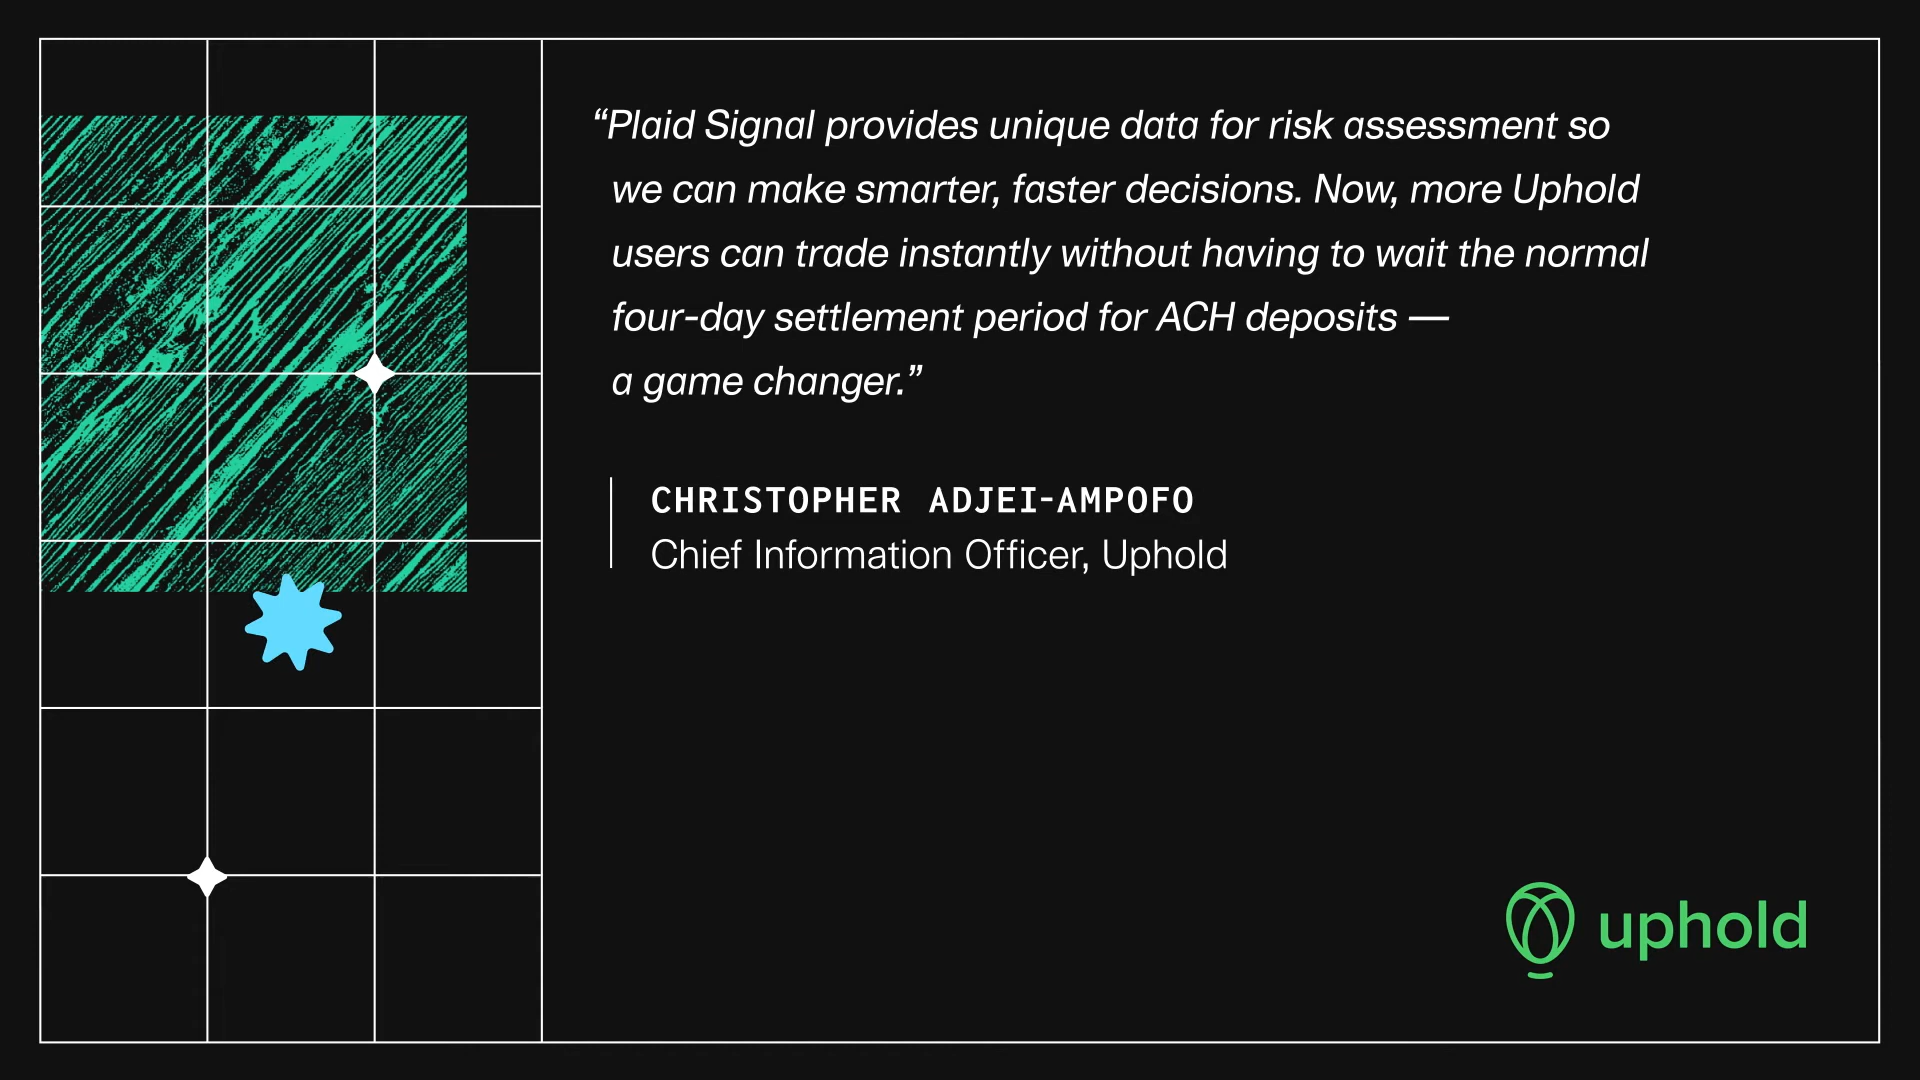 “Plaid Signal provides unique data for risk assessment so
we can make smarter, faster decisions. Now, more Uphold
users can trade instantly without having to wait the normal
four-day settlement period for ACH deposits —
a game changer.”
CHRISTOPHER ADJEI-AMPOFO
Chief Information Officer, Uphold
uphold